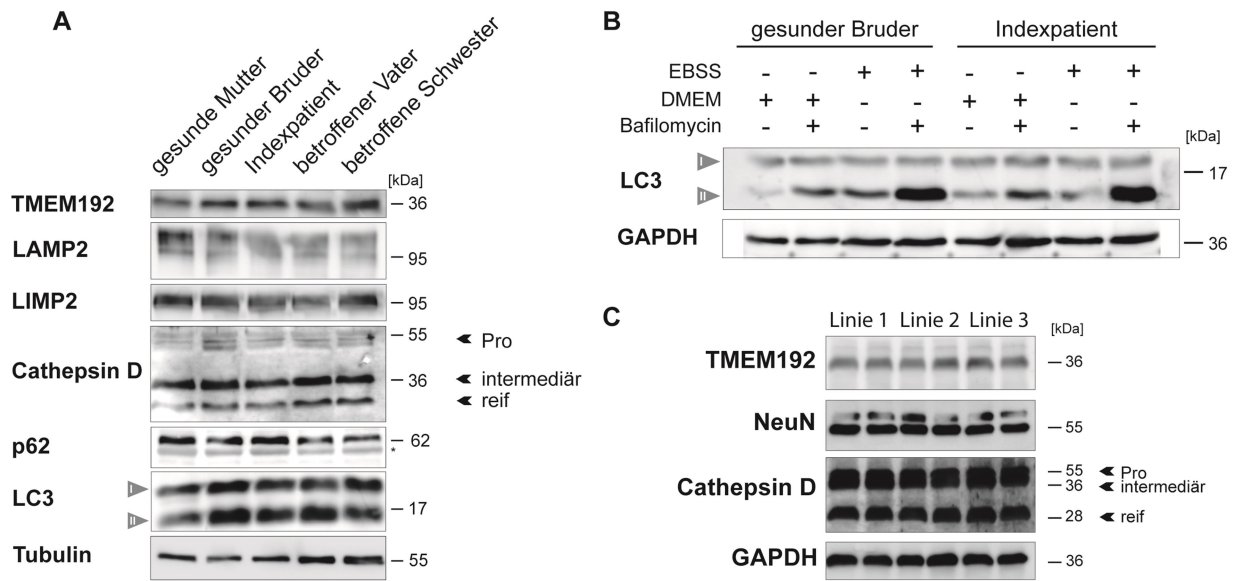 A
gesunde Mutter
gesunder Bruder
Indexpatient
betroffener Vater
betroffene Schwester
[kDa]
TMEM192
36
LAMP2
95
LIMP2
95
Cathepsin D
55
Pro
36
intermediär
reif
p62
62
*
LC3
I
II
17
Tubulin
55
B
gesunder Bruder Indexpatient
EBSS - - + + - - + +
DMEM + + - - + + - -
Bafilomycin - + - + - + - +
[kDa]
LC3
I
II
17
GAPDH
36
C
Linie 1 Linie 2 Linie 3
[kDa]
TMEM192
36
NeuN
55
Cathepsin D
55 Pro
36 intermediär
28 reif
GAPDH
36